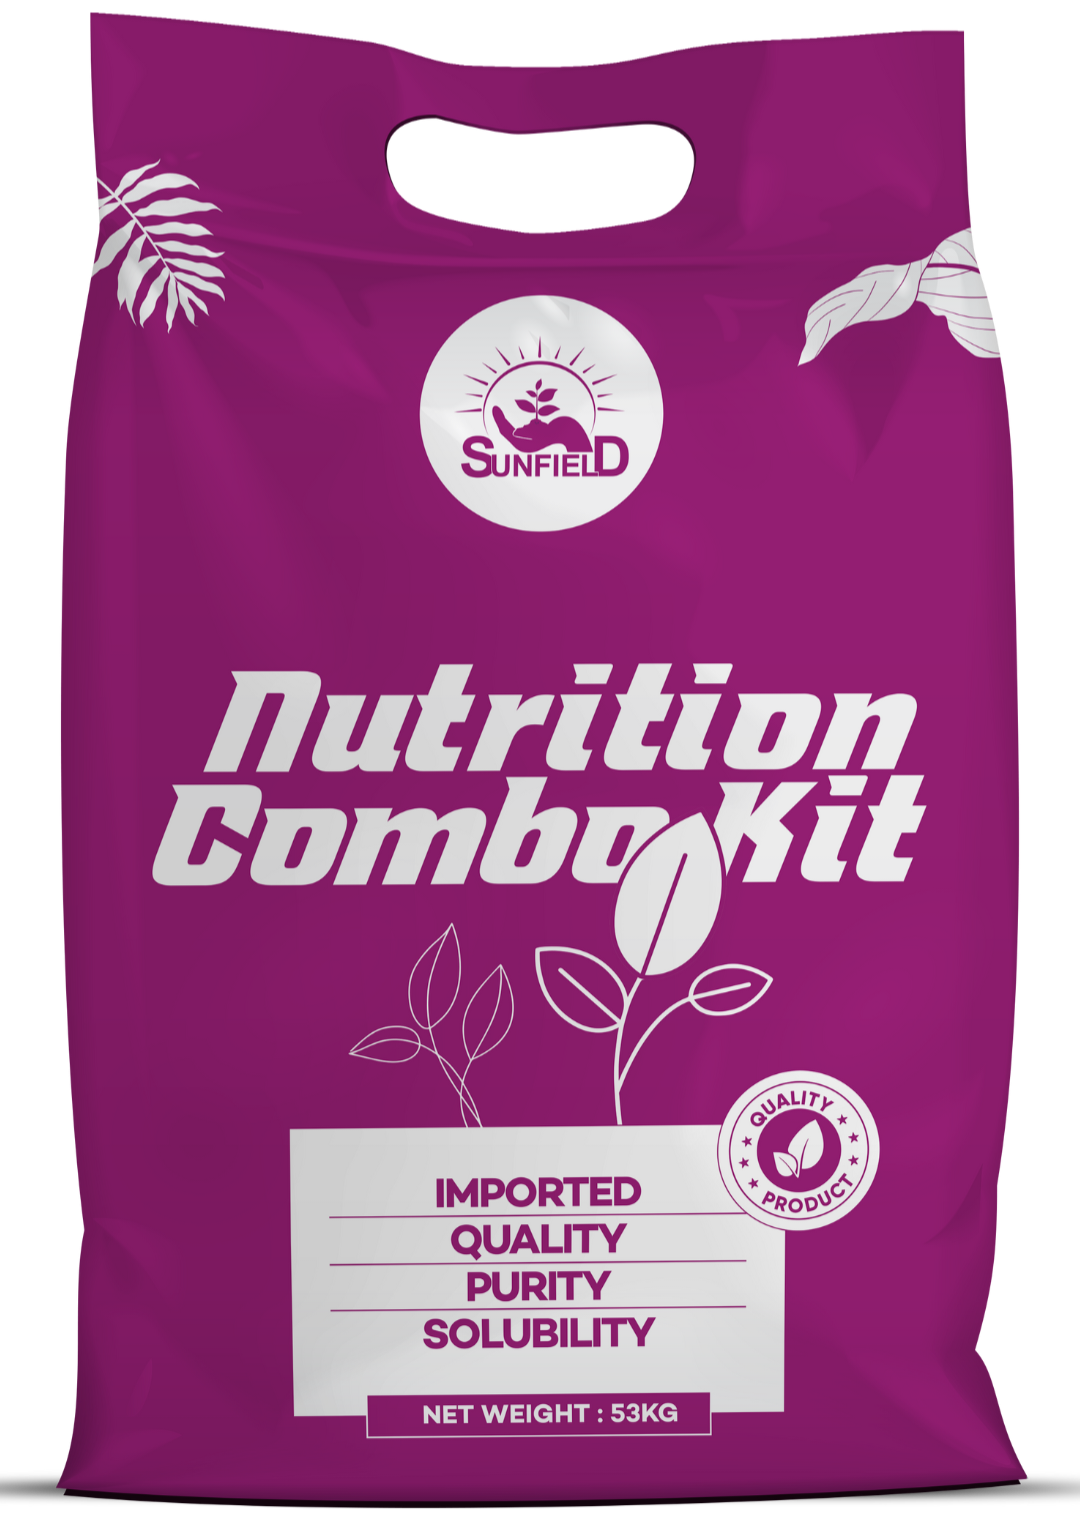 SUNFIELD
Nutrition
Combo Kit
QUALITY
PRODUCT
IMPORTED
QUALITY
PURITY
SOLUBILITY
NET WEIGHT : 53KG